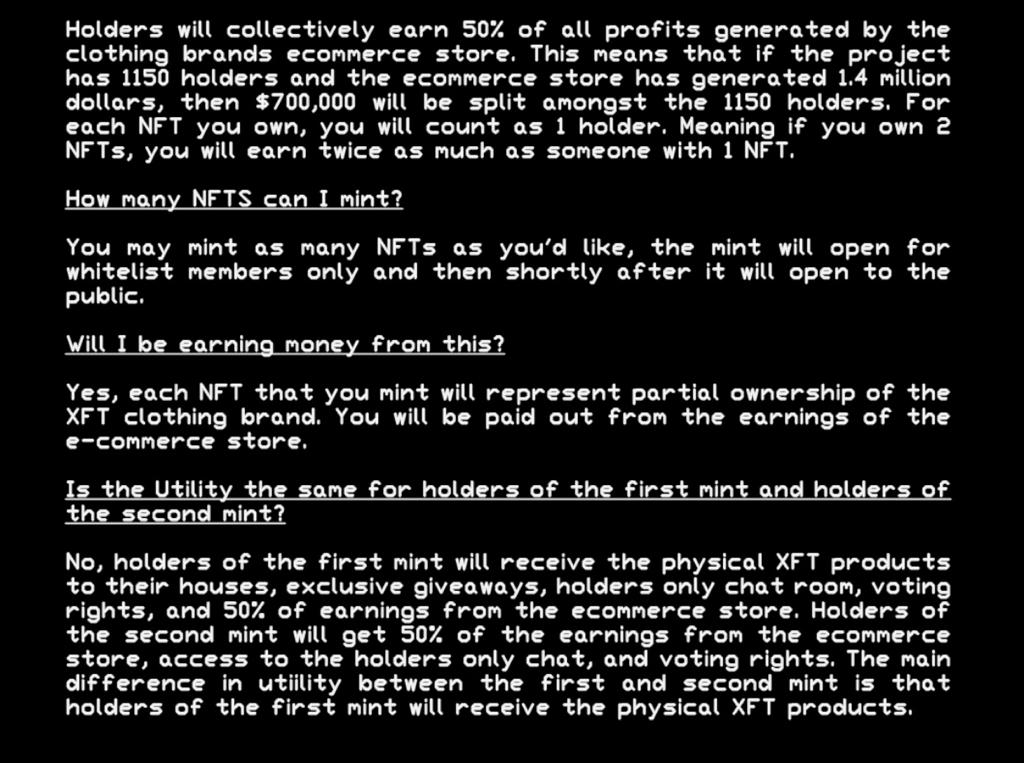 Holders will collectively earn 50% of all profits generated by the
clothing brands ecommerce store. This means that if the project
has 1150 holders and the ecommerce store has generated 1.4 million
dollars, then $700,000 will be split amongst the 1150 holders. For
each NFT you own, you will count as 1 holder. Meaning if you own 2
NFTs, you will earn twice as much as someone with 1 NFT.
How many NFTS can I mint?
You may mint as many NFTs as you'd like, the mint will open for
whitelist members only and then shortly after it will open to the
public.
Will I be earning money from this?
Yes, each NFT that you mint will represent partial ownership of the
XFT clothing brand. You will be paid out from the earnings of the
e-commerce store.
Is the Utility the same for holders of the first mint and holders of
the second mint?
No, holders of the first mint will receive the physical XFT products
to their houses, exclusive giveaways, holders only chat room, voting
rights, and 50% of earnings from the ecommerce store. Holders of
the second mint will get 50% of the earnings from the ecommerce
store, access to the holders only chat, and voting rights. The main
difference in utiility between the first and second mint is that
holders of the first mint will receive the physical XFT products.